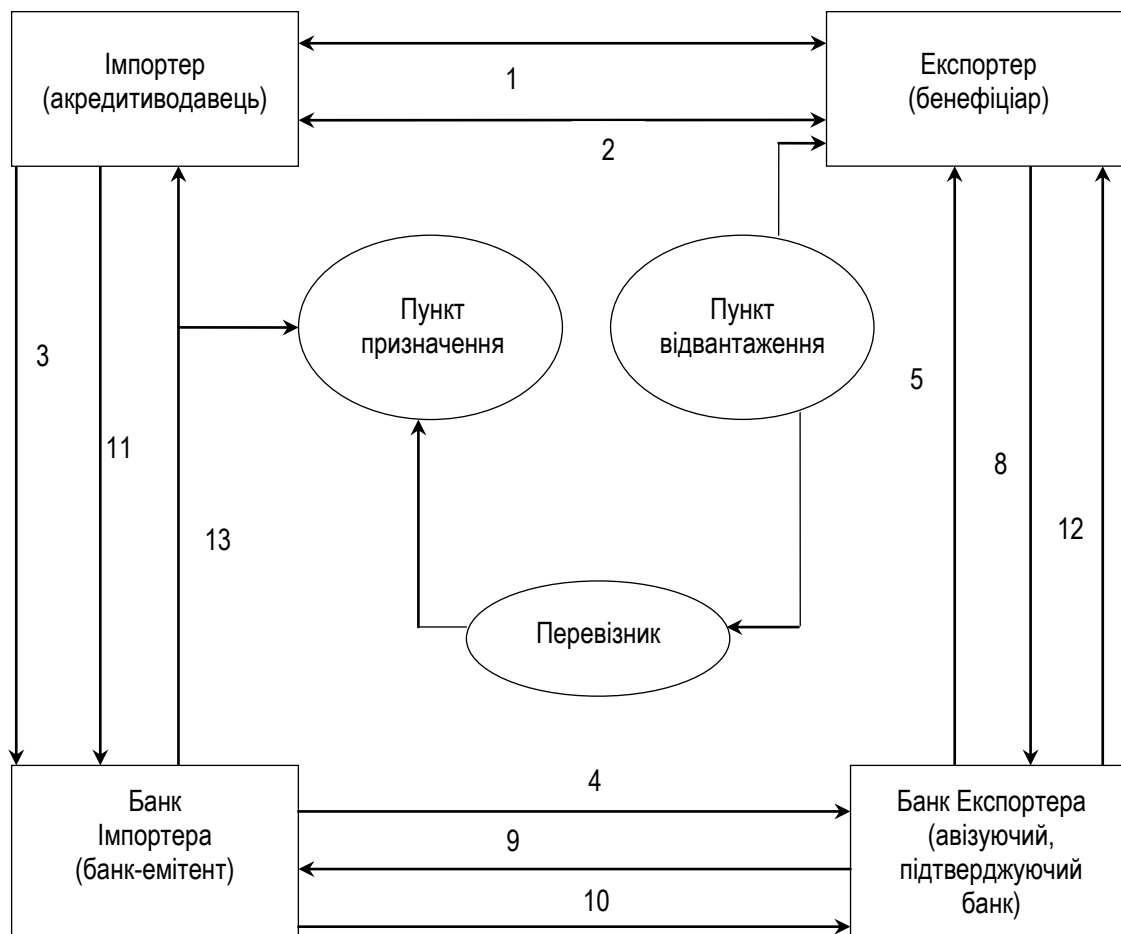 Імпортер
(акредитиводавець)
1
Експортер
(бенефіціар)
2
Пункт
призначення
Пункт
відвантаження
3
5
11
8
13
12
Перевізник
4
Банк
Імпортера
(банк-емітент)
9
Банк Експортера
(авізуючий,
підтверджуючий
банк)
10